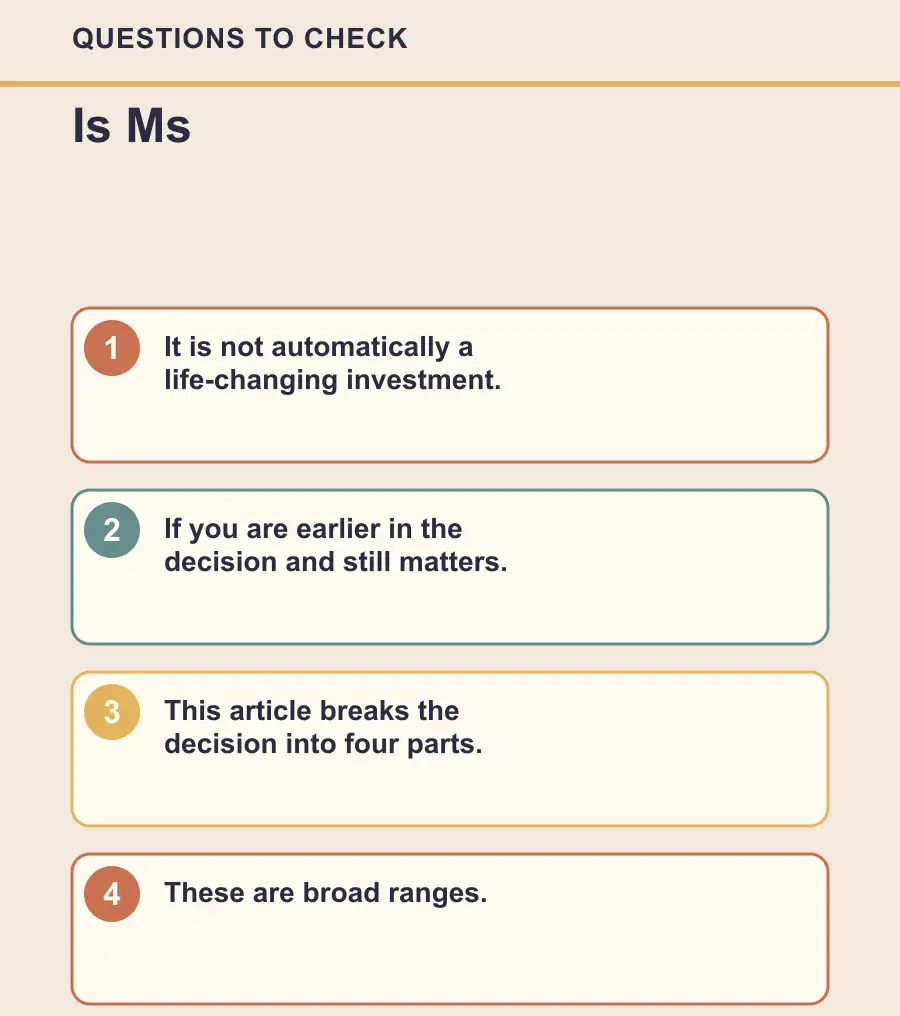 QUESTIONS TO CHECK
Is Ms
1
It is not automatically a
life-changing investment.
2
If you are earlier in the
decision and still matters.
3
This article breaks the
decision into four parts.
4
These are broad ranges.